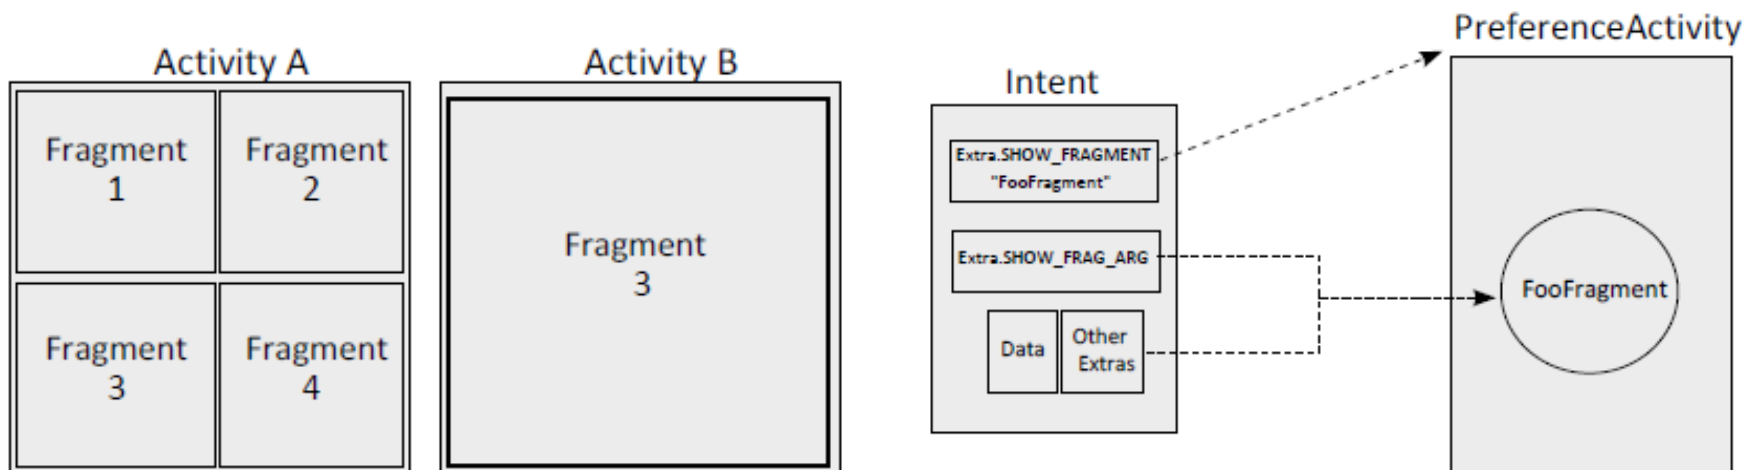 Activity A
Fragment
1
Fragment
2
Fragment
3
Fragment
4
Activity B
Fragment
3
Intent
Extra.SHOW_FRAGMENT
"FooFragment"
Extra.SHOW_FRAG_ARG
Data
Other
Extras
PreferenceActivity
FooFragment